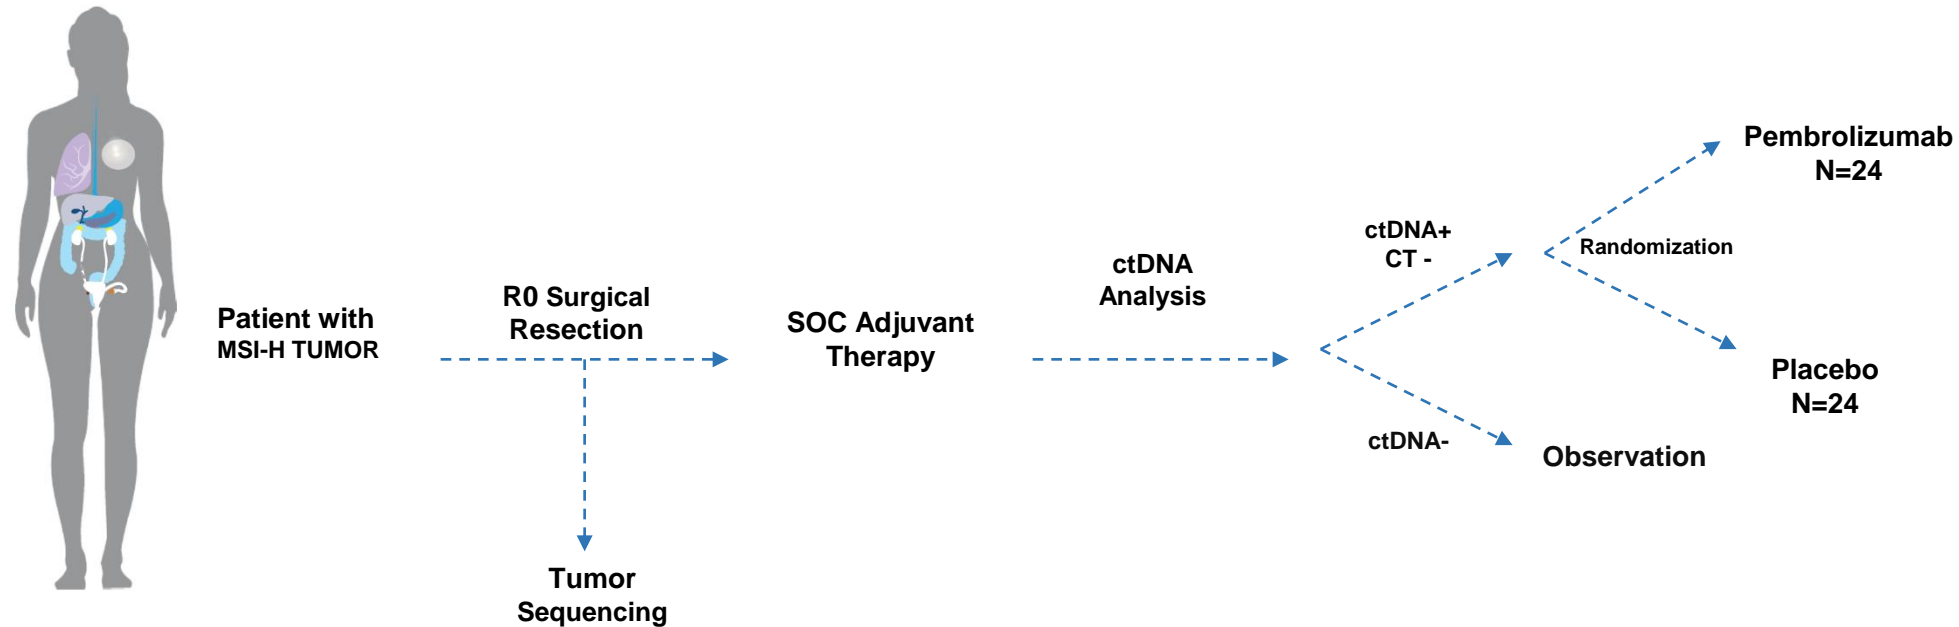 Patient with
MSI-H TUMOR
R0 Surgical
Resection
Tumor
Sequencing
SOC Adjuvant
Therapy
ctDNA
Analysis
ctDNA+
CT -
ctDNA-
Observation
Randomization
Pembrolizumab
N=24
Placebo
N=24